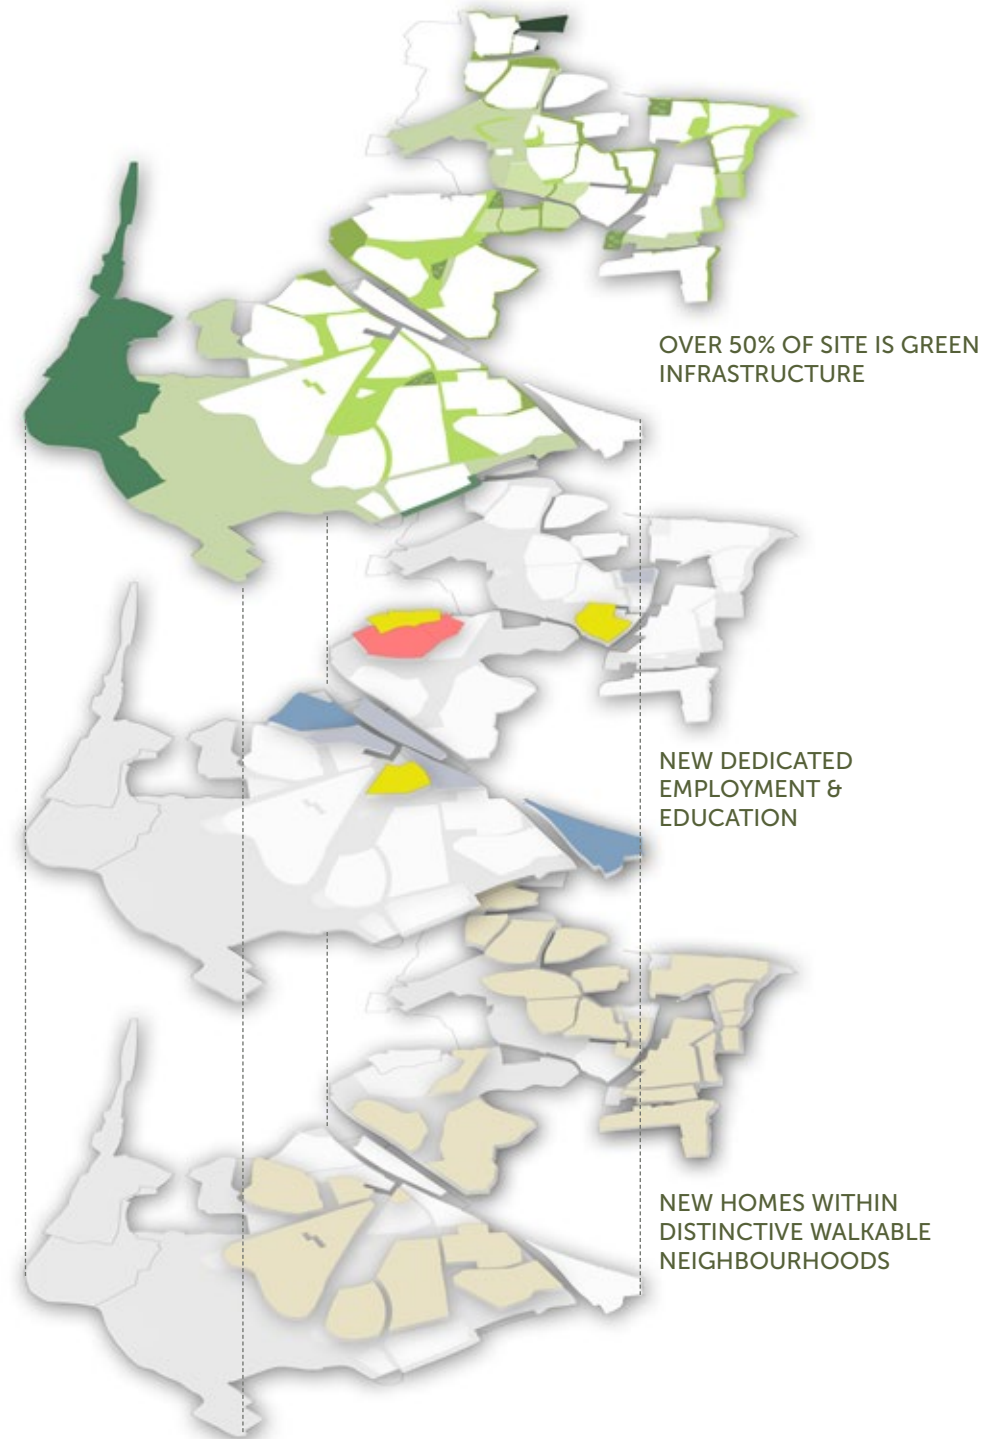 OVER 50% OF SITE IS GREEN
INFRASTRUCTURE
NEW DEDICATED
EMPLOYMENT &
EDUCATION
NEW HOMES WITHIN
DISTINCTIVE WALKABLE
NEIGHBOURHOODS